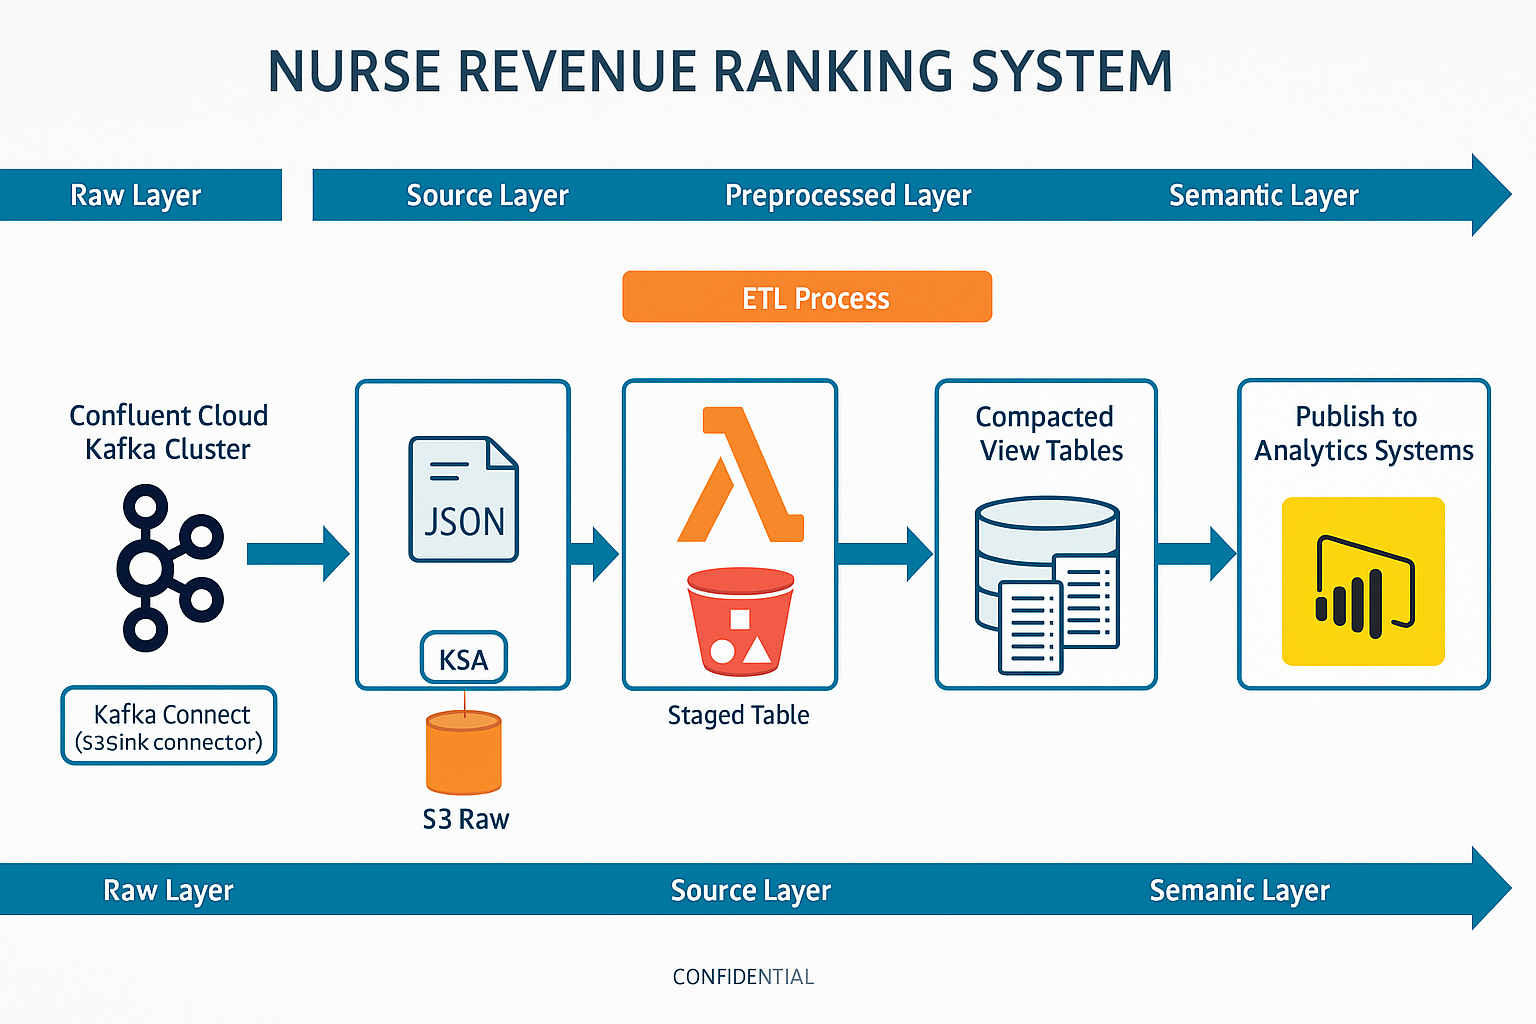 NURSE REVENUE RANKING SYSTEM
Raw Layer
Source Layer
Preprocessed Layer
Semantic Layer
ETL Process
Confluent Cloud
Kafka Cluster
Kafka Connect
(S3Sink connector)
JSON
KSA
S3 Raw
Staged Table
Compacted
View Tables
Publish to
Analytics Systems
Raw Layer
Source Layer
Semanic Layer
CONFIDENTIAL